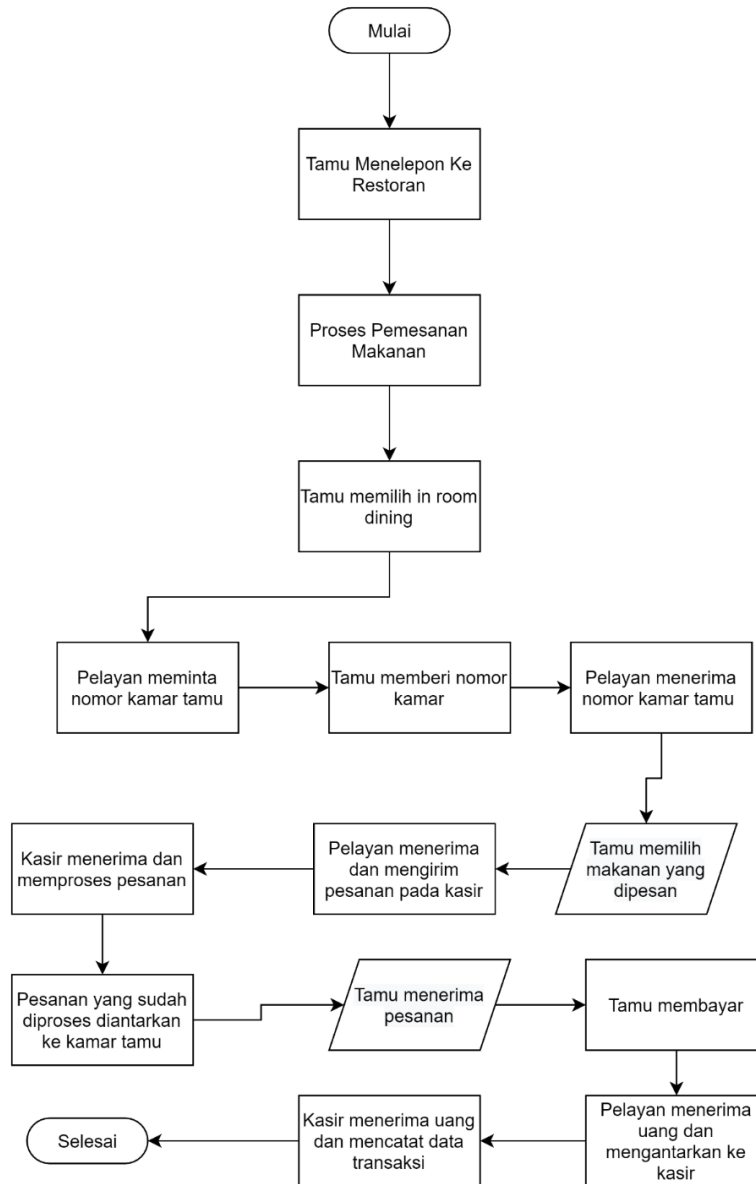 Mulai
Tamu Menelepon Ke
Restoran
Proses Pemesanan
Makanan
Tamu memilih in room
dining
Pelayan meminta
nomor kamar tamu
Tamu memberi nomor
kamar
Pelayan menerima
nomor kamar tamu
Tamu memilih
makanan yang
dipesan
Pelayan menerima
dan mengirim
pesanan pada kasir
Kasir menerima dan
memproses pesanan
Pesanan yang sudah
diproses diantarkan
ke kamar tamu
Tamu menerima
pesanan
Tamu membayar
Pelayan menerima
uang dan
mengantarkan ke
kasir
Kasir menerima uang
dan mencatat data
transaksi
Selesai